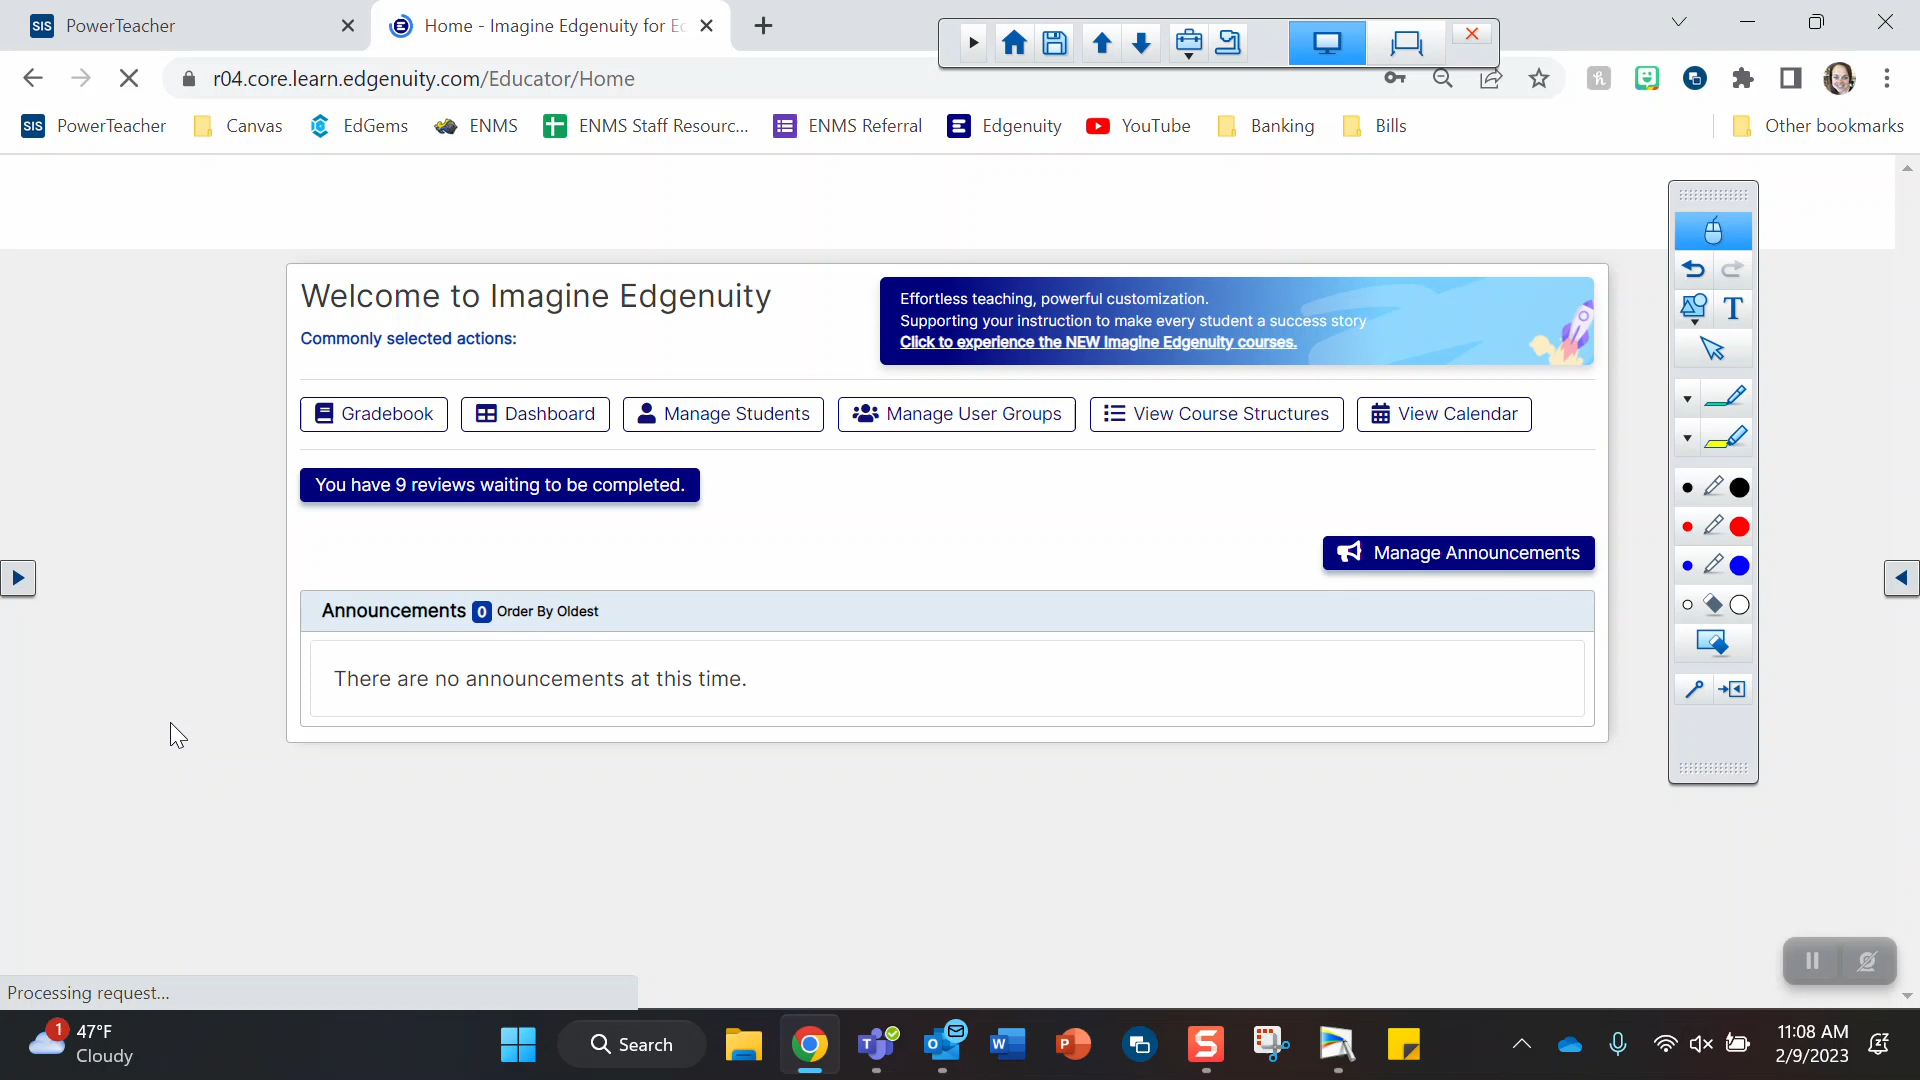 SIS PowerTeacher
Home - Imagine Edgenuity for Ec
r04.core.learn.edgenuity.com/Educator/Home
SIS PowerTeacher Canvas EdGems ENMS ENMS Staff Resourc... ENMS Referral Edgenuity YouTube Banking Bills Other bookmarks
Welcome to Imagine Edgenuity
Commonly selected actions:
Effortless teaching, powerful customization.
Supporting your instruction to make every student a success story
Click to experience the NEW Imagine Edgenuity courses.
Gradebook Dashboard Manage Students Manage User Groups View Course Structures View Calendar
You have 9 reviews waiting to be completed.
Manage Announcements
Announcements 0 Order By Oldest
There are no announcements at this time.
T
Processing request...
1 47°F
Cloudy
Search
11:08 AM
2/9/2023